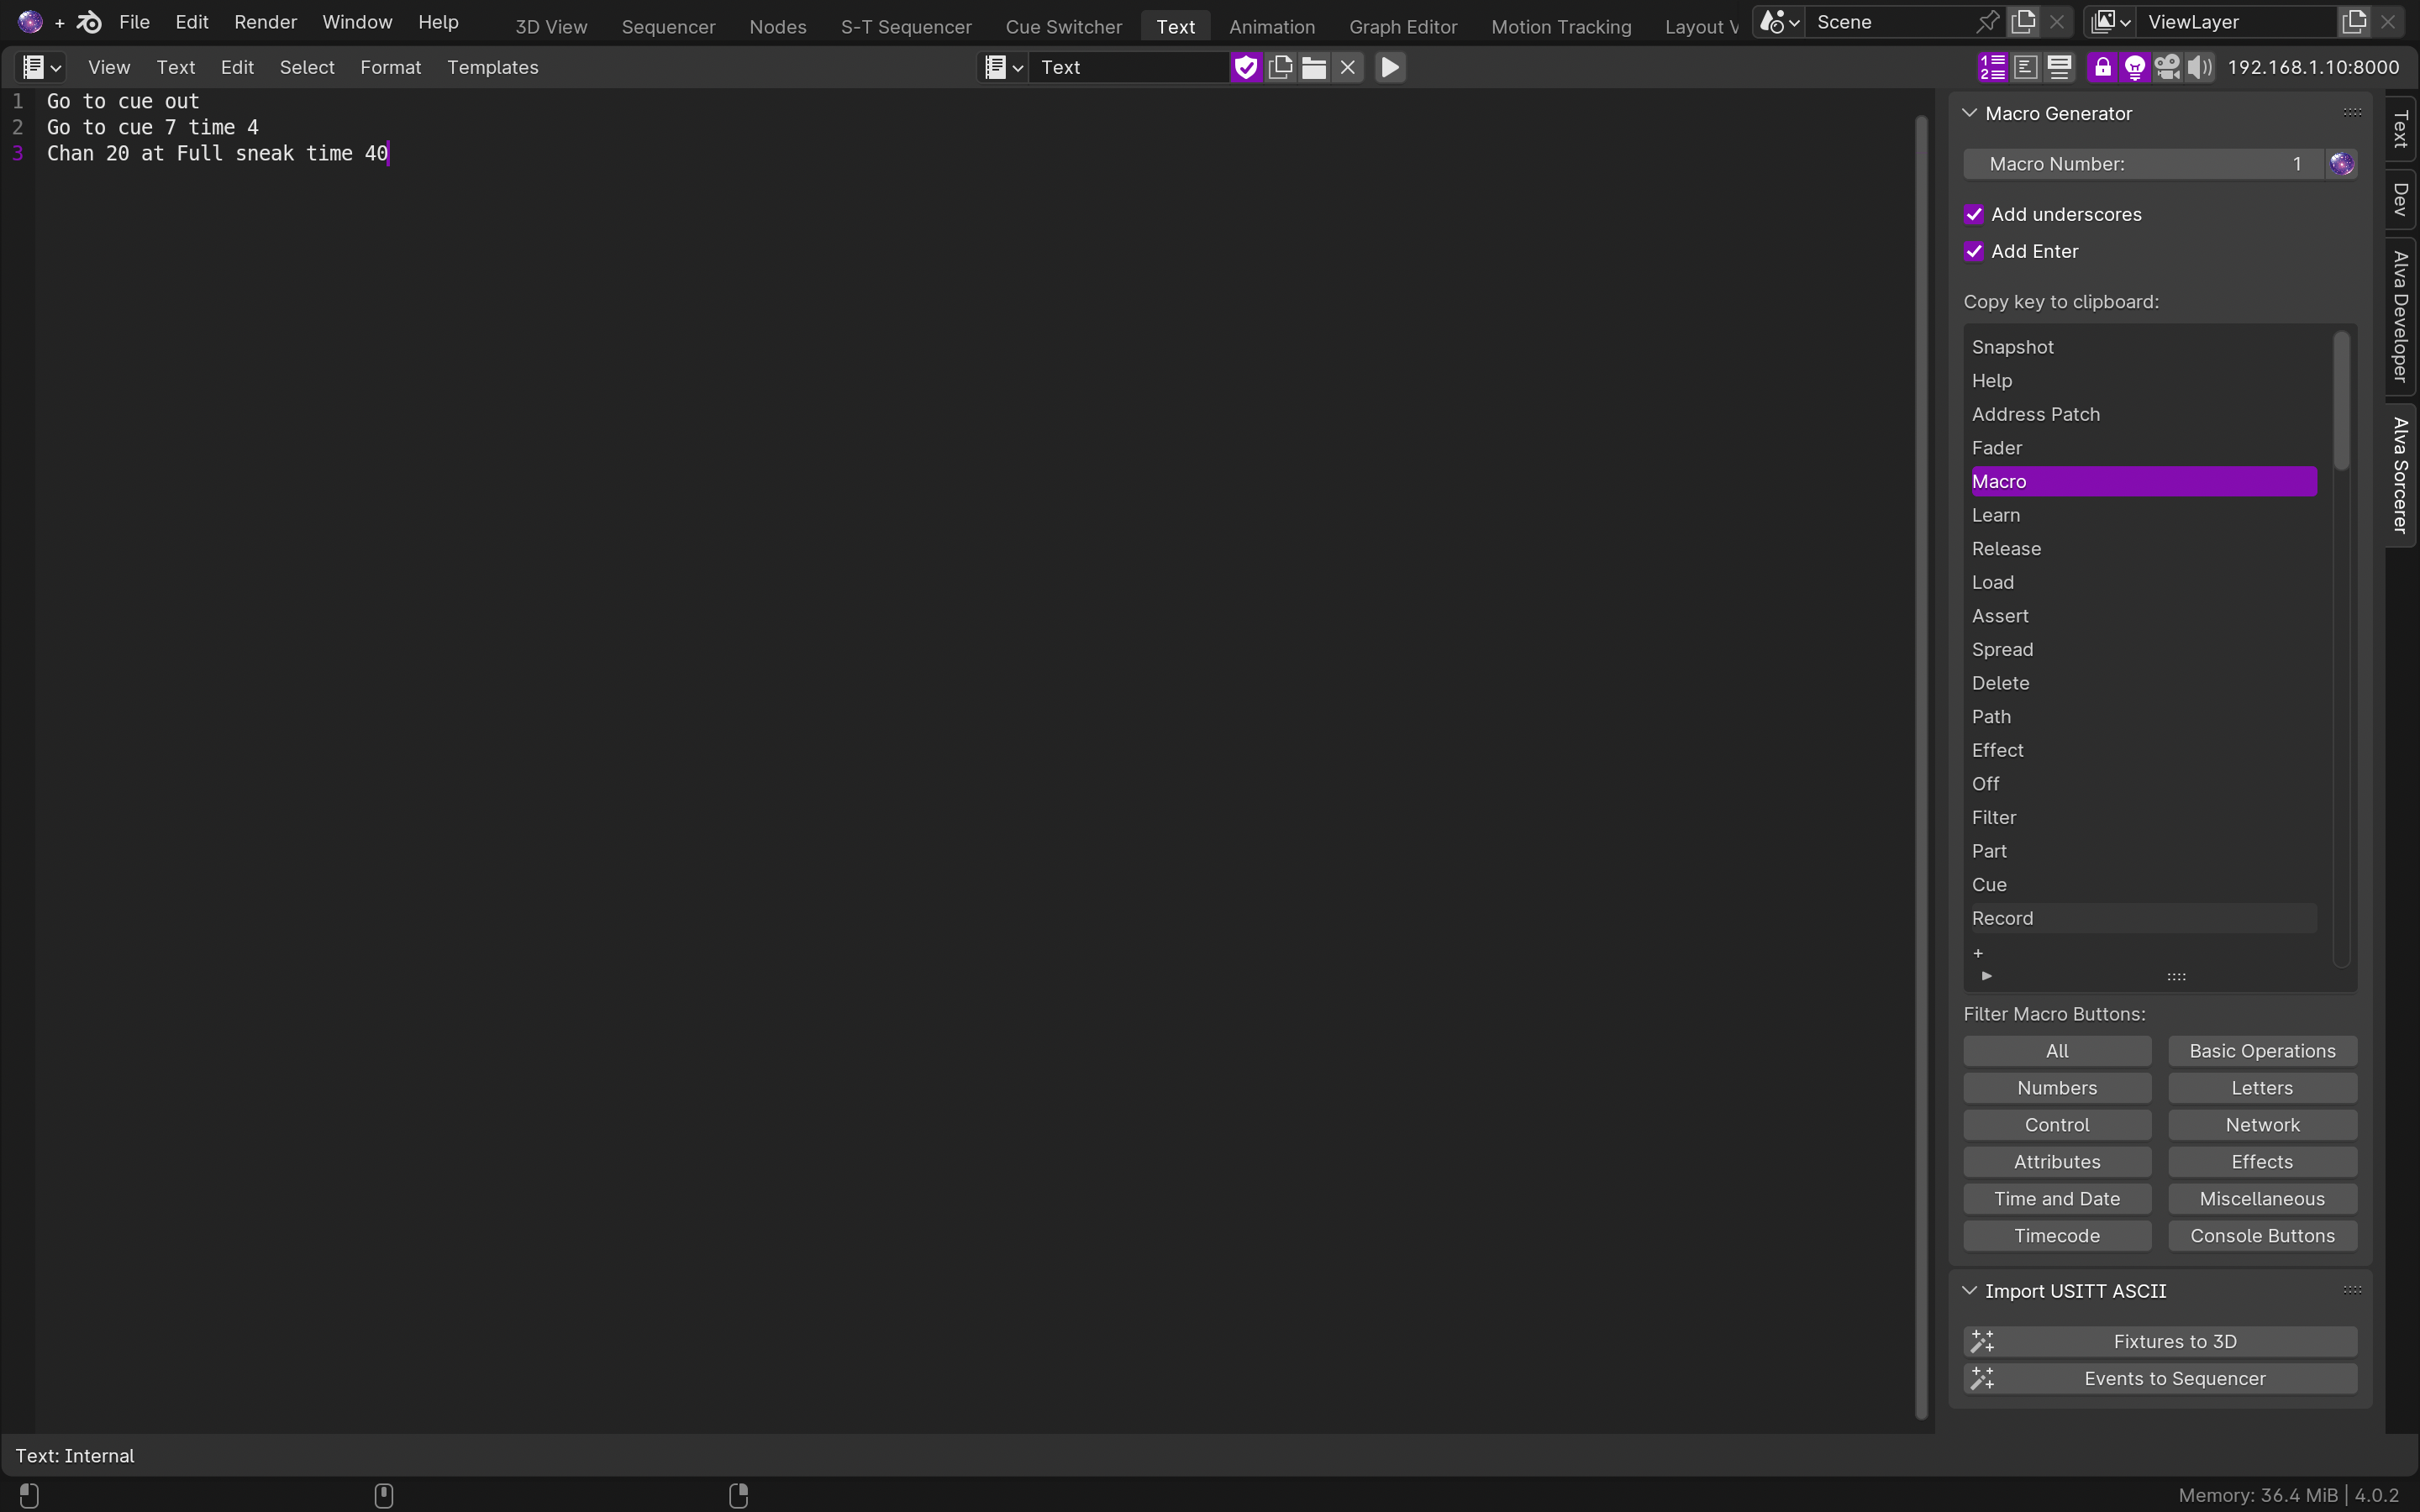 File Edit Render Window Help 3D View Sequencer Nodes S-T Sequencer Cue Switcher Text Animation Graph Editor Motion Tracking Layout V Scene ViewLayer
View Text Edit Select Format Templates Text 192.168.1.10:8000
1 Go to cue out
2 Go to cue 7 time 4
3 Chan 20 at Full sneak time 40
Macro Generator
Macro Number: 1
Add underscores
Add Enter
Copy key to clipboard:
Snapshot
Help
Address Patch
Fader
Macro
Learn
Release
Load
Assert
Spread
Delete
Path
Effect
Off
Filter
Part
Cue
Record
+
Filter Macro Buttons:
All Basic Operations
Numbers Letters
Control Network
Attributes Effects
Time and Date Miscellaneous
Timecode Console Buttons
Import USITT ASCII
Fixtures to 3D
Events to Sequencer
Text
Dev
Alva Developer
Alva Sorcerer
Text: Internal
Memory: 36.4 MiB | 4.0.2